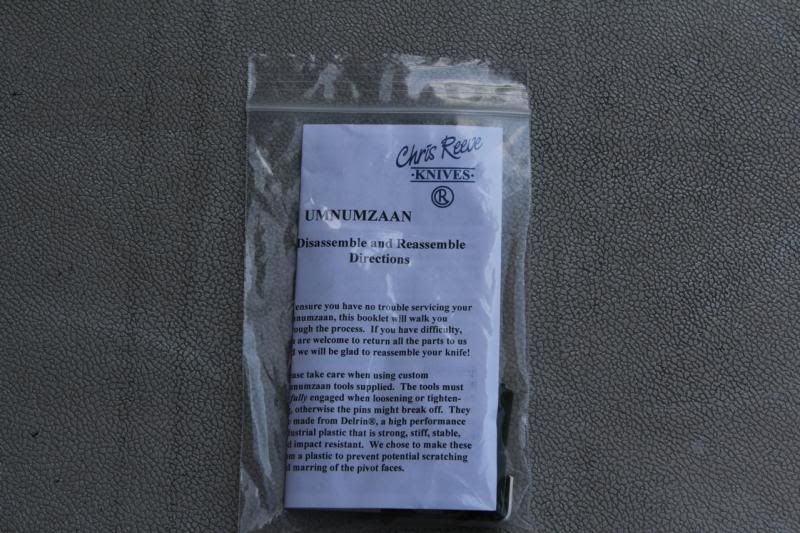 Chris Reeve
·KNIVES·
®
UMNUMZAAN
Disassemble and Reassemble
Directions
ensure you have no trouble servicing your
numzaan, this booklet will walk you
ough the process. If you have difficulty,
are welcome to return all the parts to us
we will be glad to reassemble your knife!
ase take care when using custom
numzaan tools supplied. The tools must
fully engaged when loosening or tighten-
, otherwise the pins might break off. They
made from Delrin®, a high performance
dustrial plastic that is strong, stiff, stable,
d impact resistant. We chose to make these
m a plastic to prevent potential scratching
d marring of the pivot faces.